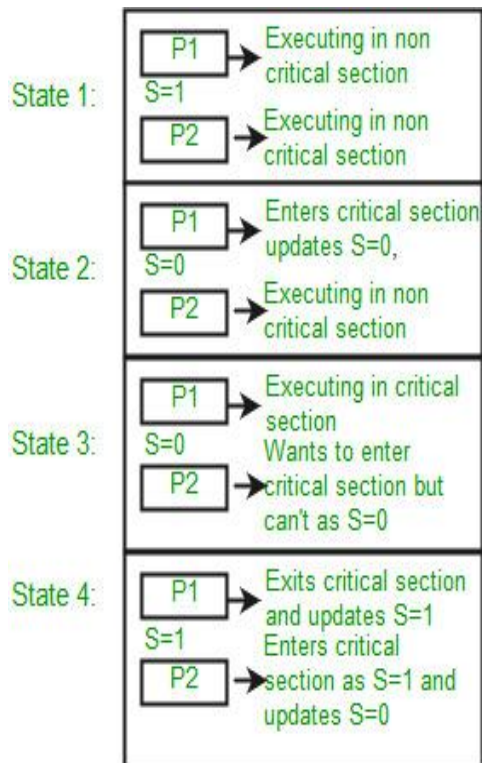 State 1:
P1
Executing in non
critical section
S=1
P2
Executing in non
critical section
State 2:
P1
Enters critical section
updates S=0,
S=0
P2
Executing in non
critical section
State 3:
P1
Executing in critical
section
S=0
P2
Wants to enter
critical section but
can't as S=0
State 4:
P1
Exits critical section
and updates S=1
S=1
P2
Enters critical
section as S=1 and
updates S=0